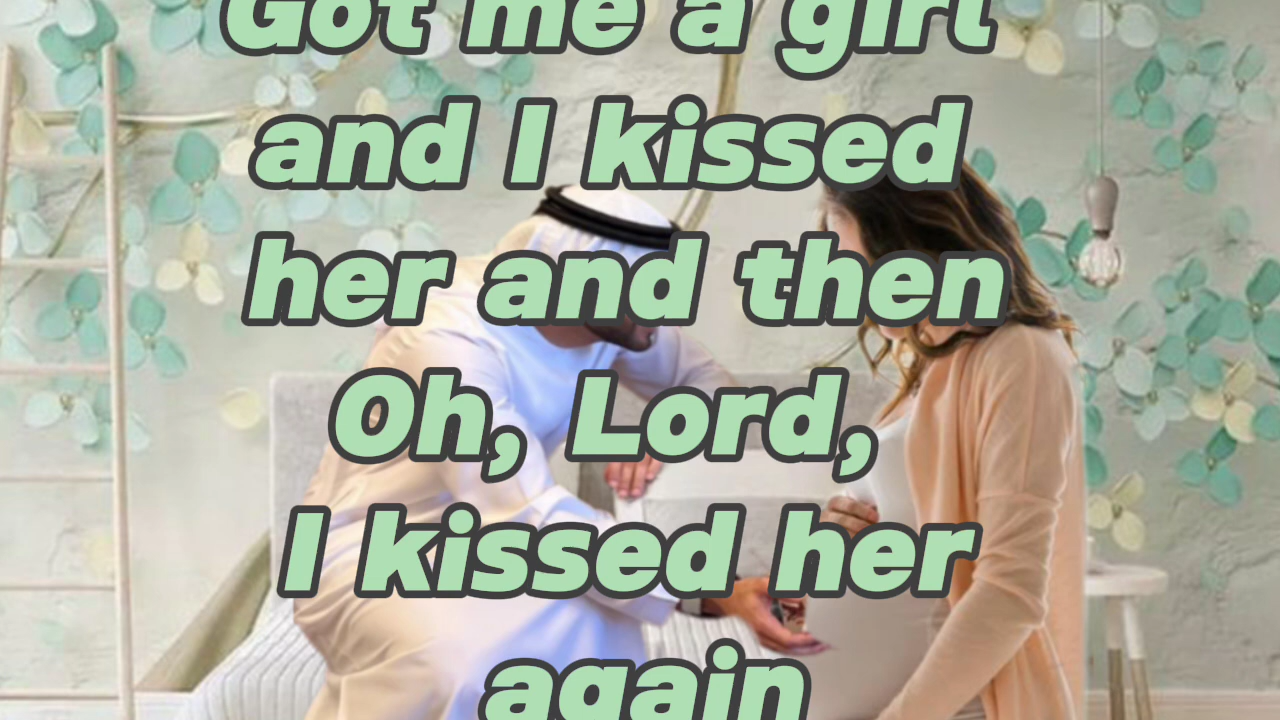 Got me a girl
and I kissed
her and then
Oh, Lord,
I kissed her
again